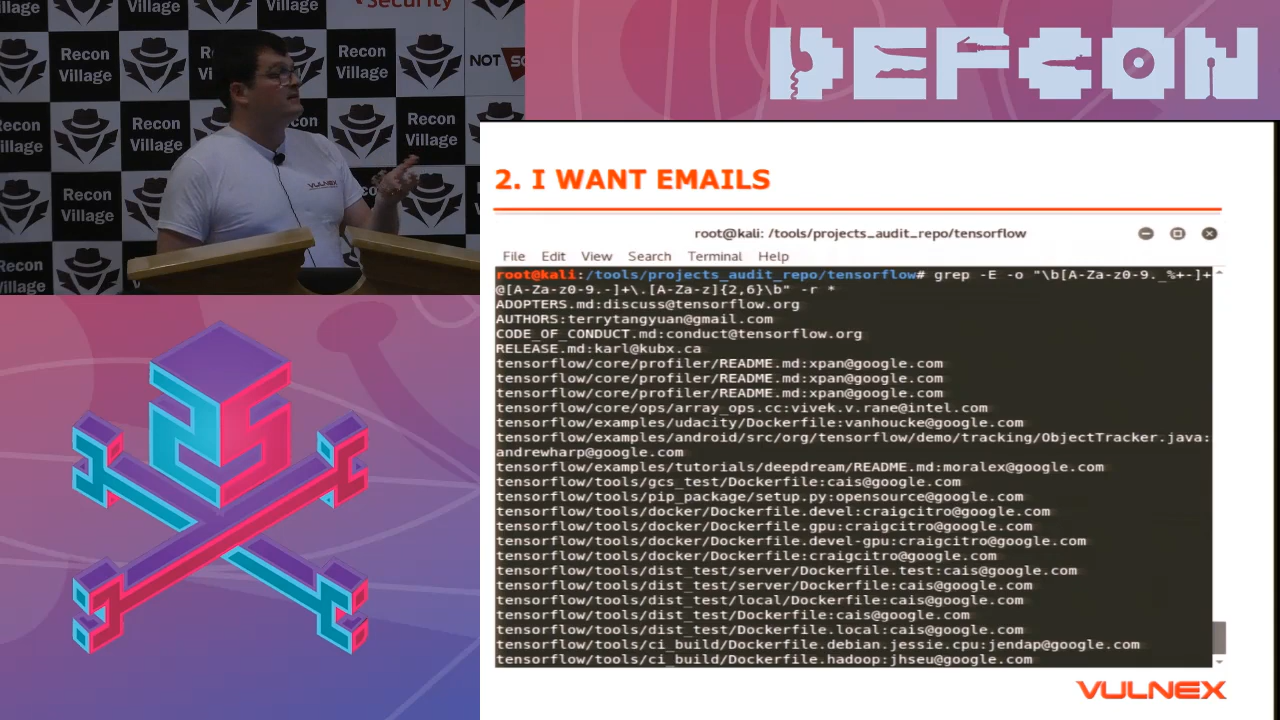 Security
Recon
Village
Recon
Village
Recon
Village
Recon
Village
Recon
Village
NOT
VULNEX
DEFCON
2. I WANT EMAILS
root@kali: /tools/projects_audit_repo/tensorflow
File Edit View Search Terminal Help
root@kali:/tools/projects_audit_repo/tensorflow# grep -E -o "\b[A-Za-z0-9._%+-]+
@[A-Za-z0-9.-]+\.[A-Za-z]{2,6}\b" -r *
ADOPTERS.md:discuss@tensorflow.org
AUTHORS:terrytangyuan@gmail.com
CODE_OF_CONDUCT.md:conduct@tensorflow.org
RELEASE.md:karl@kubx.ca
tensorflow/core/profiler/README.md:xpan@google.com
tensorflow/core/profiler/README.md:xpan@google.com
tensorflow/core/profiler/README.md:xpan@google.com
tensorflow/core/ops/array_ops.cc:vivek.v.rane@intel.com
tensorflow/examples/udacity/Dockerfile:vanhoucke@google.com
tensorflow/examples/android/src/org/tensorflow/demo/tracking/ObjectTracker.java:
andrewharp@google.com
tensorflow/examples/tutorials/deepdream/README.md:moralex@google.com
tensorflow/tools/gcs_test/Dockerfile:cais@google.com
tensorflow/tools/pip_package/setup.py:opensource@google.com
tensorflow/tools/docker/Dockerfile.devel:craigcitro@google.com
tensorflow/tools/docker/Dockerfile.gpu:craigcitro@google.com
tensorflow/tools/docker/Dockerfile.devel-gpu:craigcitro@google.com
tensorflow/tools/docker/Dockerfile:craigcitro@google.com
tensorflow/tools/dist_test/server/Dockerfile.test:cais@google.com
tensorflow/tools/dist_test/server/Dockerfile:cais@google.com
tensorflow/tools/dist_test/local/Dockerfile:cais@google.com
tensorflow/tools/dist_test/Dockerfile:cais@google.com
tensorflow/tools/dist_test/Dockerfile.local:cais@google.com
tensorflow/tools/ci_build/Dockerfile.debian.jessie.cpu:jendap@google.com
tensorflow/tools/ci_build/Dockerfile.hadoop:jhseu@google.com
VULNEX